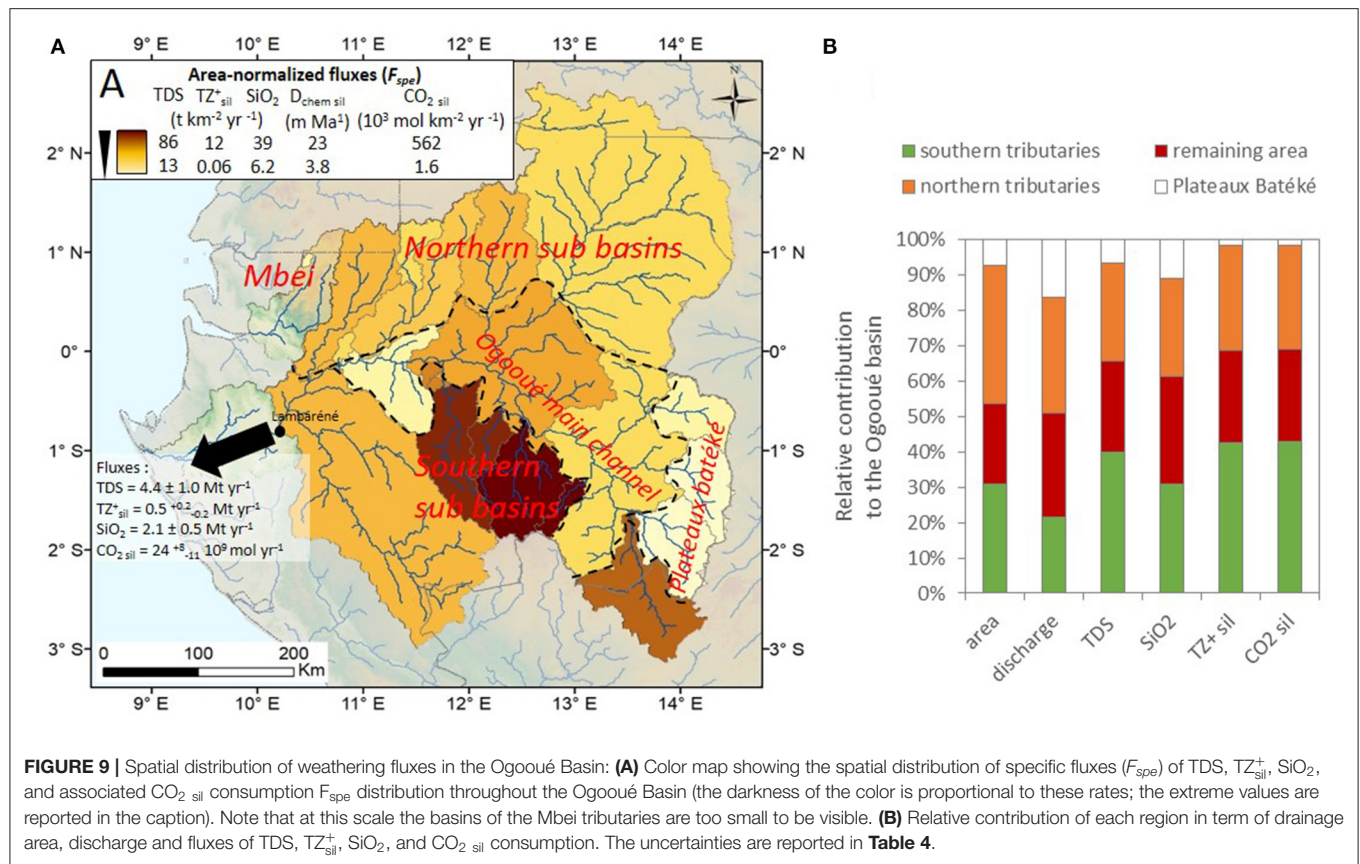 A
9° E 10° E 11° E 12° E 13° E 14° E
A
Area-normalized fluxes (Fspe)
TDS TZ⁺sil SiO₂ Dchem sil CO₂ sil
(t km⁻² yr⁻¹) (m Ma¹) (10³ mol km⁻² yr⁻¹)
86 12 39 23 562
13 0.06 6.2 3.8 1.6
N
2° N
1° N
0°
1° S
2° S
3° S
2° N
1° N
0°
1° S
2° S
3° S
Mbei
Northern sub basins
Ogooué main channel
Lambaréné
Southern
sub basins
Plateaux batéké
Fluxes :
TDS = 4.4 ± 1.0 Mt yr⁻¹
TZ⁺sil = 0.5 ⁺⁰·²₋₀.₂ Mt yr⁻¹
SiO₂ = 2.1 ± 0.5 Mt yr⁻¹
CO₂ sil = 24 ⁺⁸₋₁₁ 10⁹ mol yr⁻¹
0 100 200
Km
9° E 10° E 11° E 12° E 13° E 14° E
B
southern tributaries remaining area
northern tributaries Plateaux Batéké
Relative contribution
to the Ogooué basin
100%
90%
80%
70%
60%
50%
40%
30%
20%
10%
0%
area discharge TDS SiO2 TZ+ sil CO2 sil
FIGURE 9 | Spatial distribution of weathering fluxes in the Ogooué Basin: (A) Color map showing the spatial distribution of specific fluxes (Fspe) of TDS, TZ⁺sil, SiO₂,
and associated CO₂ sil consumption Fspe distribution throughout the Ogooué Basin (the darkness of the color is proportional to these rates; the extreme values are
reported in the caption). Note that at this scale the basins of the Mbei tributaries are too small to be visible. (B) Relative contribution of each region in term of drainage
area, discharge and fluxes of TDS, TZ⁺sil, SiO₂, and CO₂ sil consumption. The uncertainties are reported in Table 4.